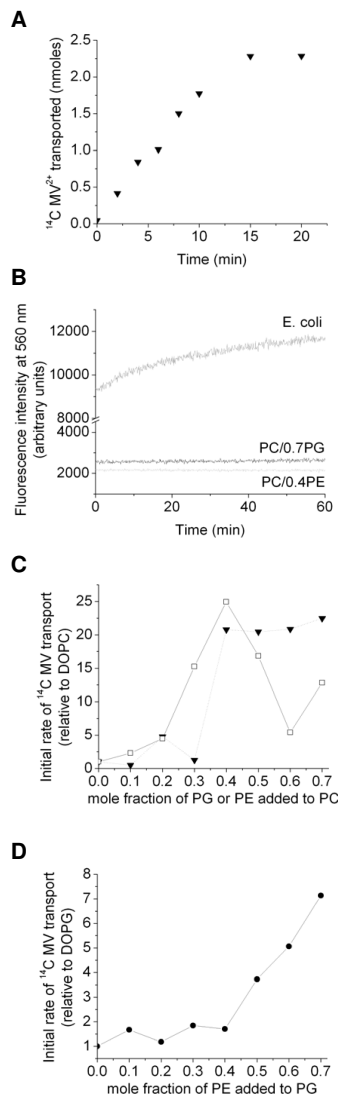 A
¹⁴C MV²⁺ transported (nmoles)
2.5
2.0
1.5
1.0
0.5
0.0
0 5 10 15 20
Time (min)
B
Fluorescence intensity at 560 nm
(arbitrary units)
12000
10000
8000
4000
2000
E. coli
PC/0.7PG
PC/0.4PE
0 20 40 60
Time (min)
C
Initial rate of ¹⁴C MV transport
(relative to DOPC)
25
20
15
10
5
0
0.0 0.1 0.2 0.3 0.4 0.5 0.6 0.7
mole fraction of PG or PE added to PC
D
Initial rate of ¹⁴C MV transport
(relative to DOPG)
8
7
6
5
4
3
2
1
0.0 0.1 0.2 0.3 0.4 0.5 0.6 0.7
mole fraction of PE added to PG